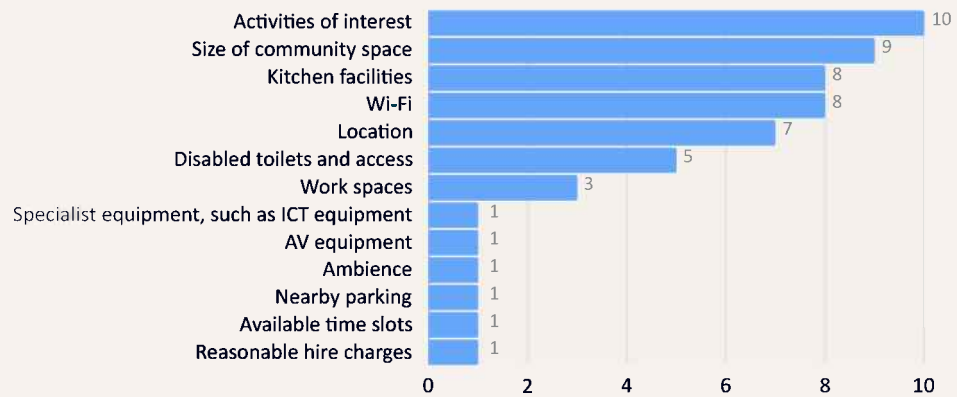 Activities of interest 10
Size of community space 9
Kitchen facilities 8
Wi-Fi 8
Location 7
Disabled toilets and access 5
Work spaces 3
Specialist equipment, such as ICT equipment 1
AV equipment 1
Ambience 1
Nearby parking 1
Available time slots 1
Reasonable hire charges 1
0 2 4 6 8 10